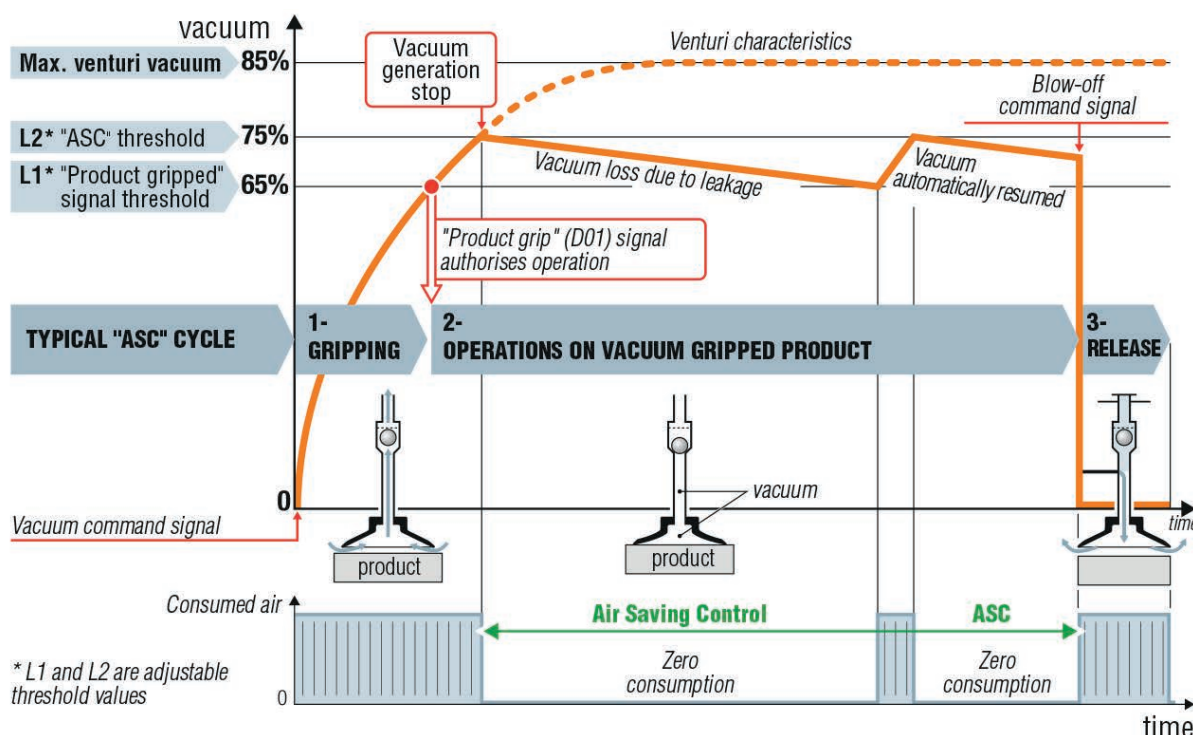 vacuum
Max. venturi vacuum
85%
Vacuum
generation
stop
Venturi characteristics
Blow-off
command signal
L2* "ASC" threshold
75%
L1* "Product gripped"
signal threshold
65%
Vacuum loss due to leakage
Vacuum
automatically resumed
"Product grip" (D01) signal
authorises operation
TYPICAL "ASC" CYCLE
1-
GRIPPING
2-
OPERATIONS ON VACUUM GRIPPED PRODUCT
3-
RELEASE
0
Vacuum command signal
vacuum
time
product
product
Consumed air
Air Saving Control
ASC
Zero
consumption
Zero
consumption
* L1 and L2 are adjustable
threshold values
0
time